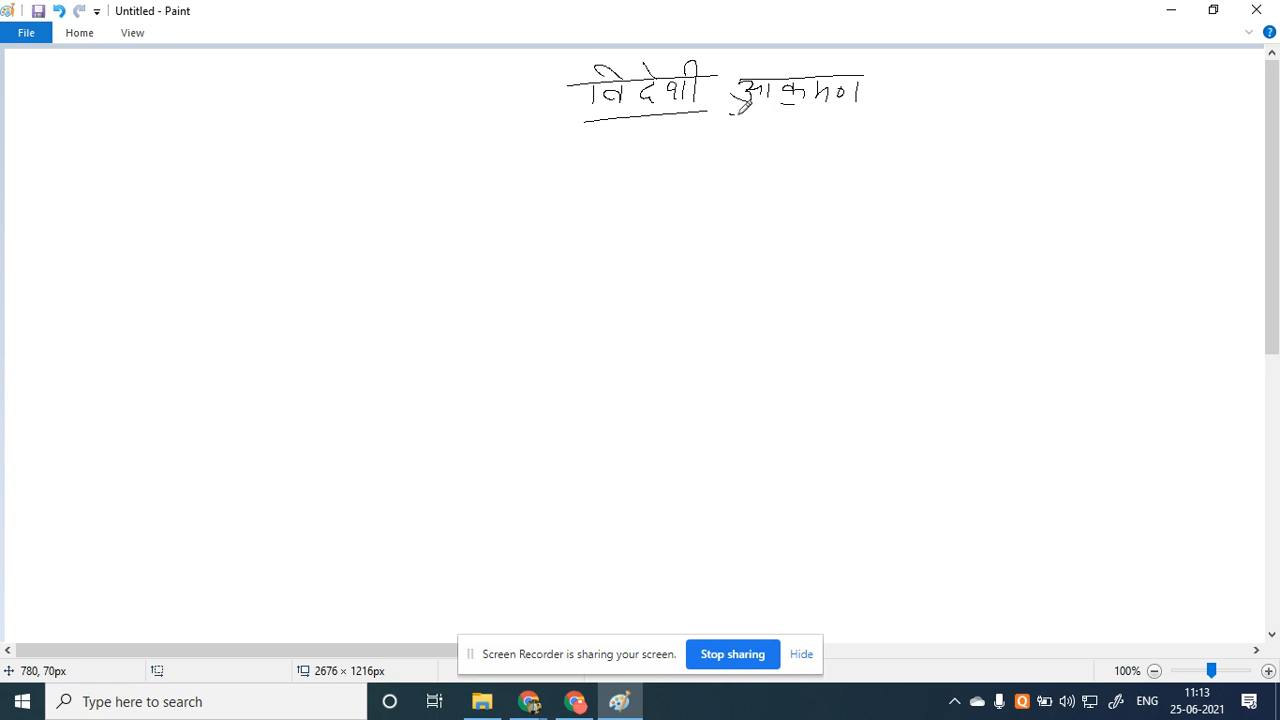 Untitled - Paint
File Home View
विदेशी आक्रमण
Screen Recorder is sharing your screen. Stop sharing Hide
780, 70px 2676 × 1216px 100%
Type here to search ENG 11:13 25-06-2021